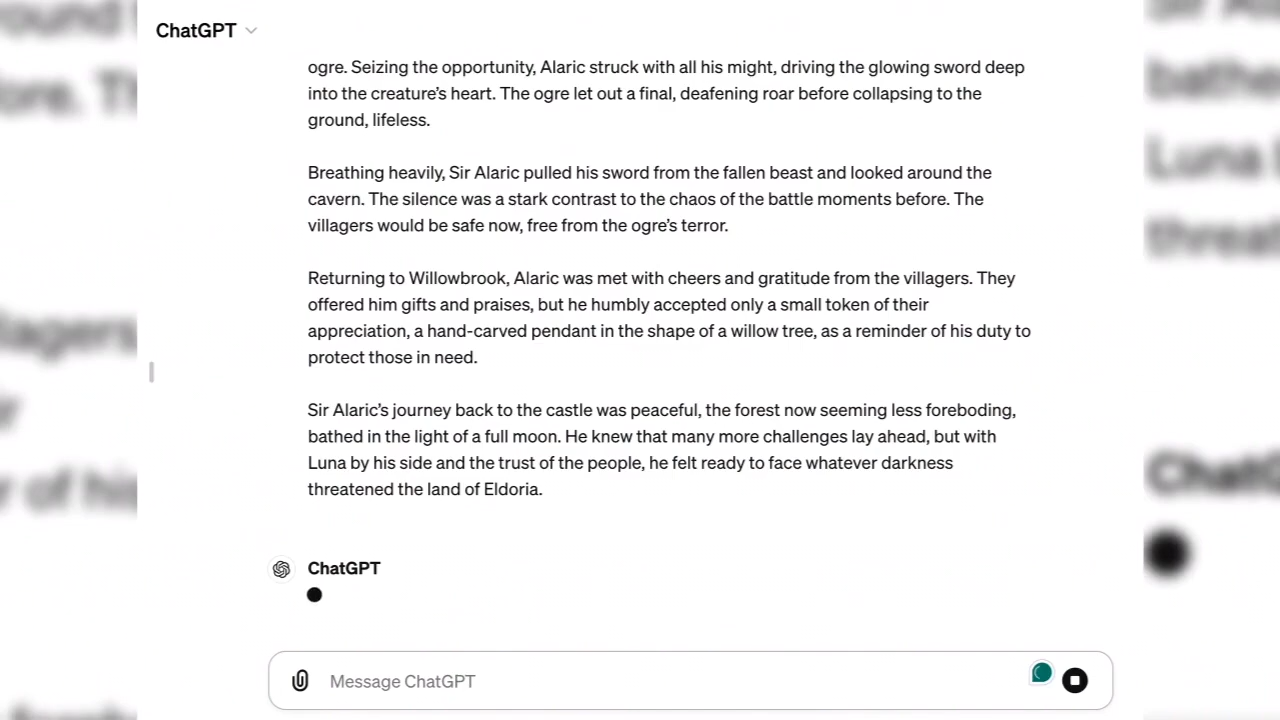 ChatGPT
ogre. Seizing the opportunity, Alaric struck with all his might, driving the glowing sword deep
into the creature's heart. The ogre let out a final, deafening roar before collapsing to the
ground, lifeless.
Breathing heavily, Sir Alaric pulled his sword from the fallen beast and looked around the
cavern. The silence was a stark contrast to the chaos of the battle moments before. The
villagers would be safe now, free from the ogre's terror.
Returning to Willowbrook, Alaric was met with cheers and gratitude from the villagers. They
offered him gifts and praises, but he humbly accepted only a small token of their
appreciation, a hand-carved pendant in the shape of a willow tree, as a reminder of his duty to
protect those in need.
Sir Alaric's journey back to the castle was peaceful, the forest now seeming less foreboding,
bathed in the light of a full moon. He knew that many more challenges lay ahead, but with
Luna by his side and the trust of the people, he felt ready to face whatever darkness
threatened the land of Eldoria.
ChatGPT
Message ChatGPT